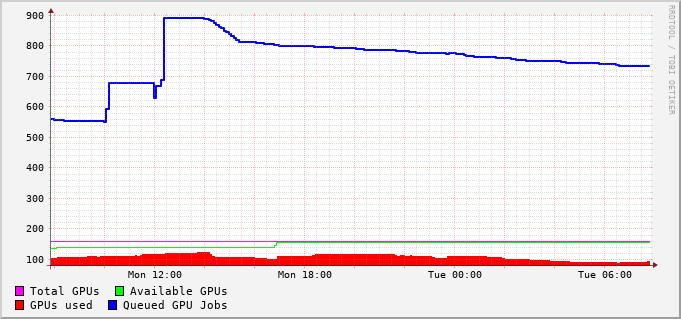 900
800
700
600
500
400
300
200
100
Mon 12:00 Mon 18:00 Tue 00:00 Tue 06:00
Total GPUs Available GPUs
GPUs used Queued GPU Jobs
RRDTOOL / TOBI OETIKER